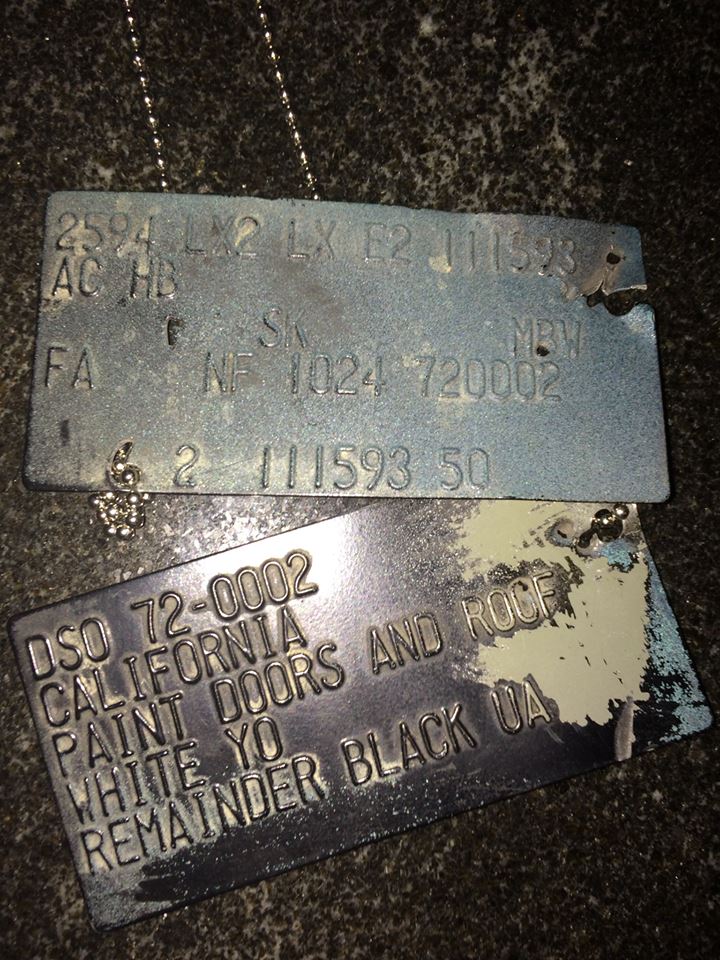 2594 LX2 LX E2 111593
AC HB
F SK MBW
FA NF 1024 720002
2 111593 50
DSO 72-0002
CALIFORNIA
PAINT DOORS AND ROOF
WHITE YO
REMAINDER BLACK UA